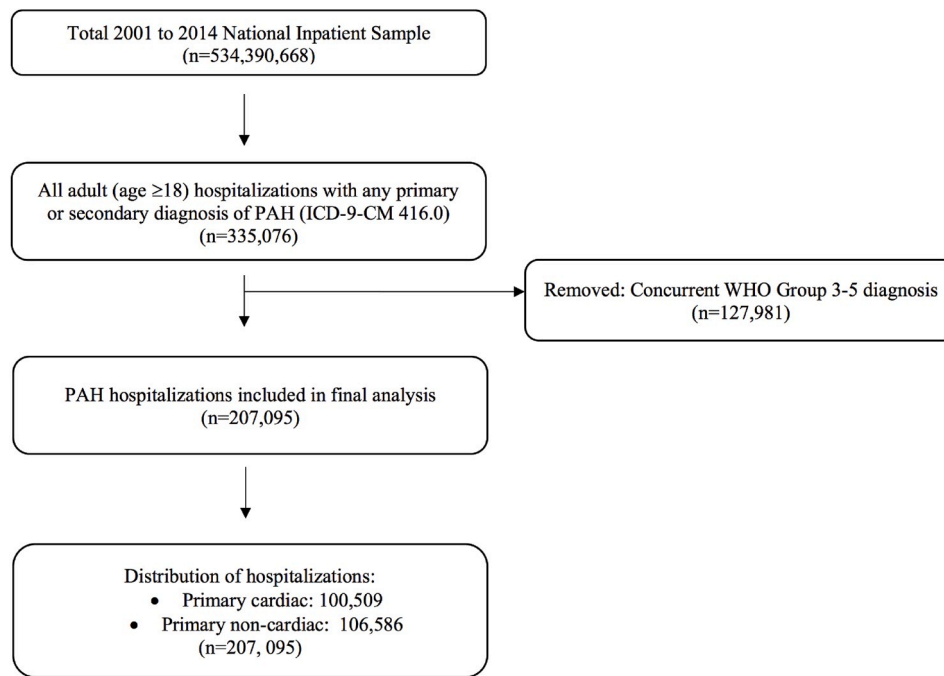 Total 2001 to 2014 National Inpatient Sample
(n=534,390,668)
All adult (age ≥18) hospitalizations with any primary
or secondary diagnosis of PAH (ICD-9-CM 416.0)
(n=335,076)
Removed: Concurrent WHO Group 3-5 diagnosis
(n=127,981)
PAH hospitalizations included in final analysis
(n=207,095)
Distribution of hospitalizations:
• Primary cardiac: 100,509
• Primary non-cardiac: 106,586
(n=207, 095)